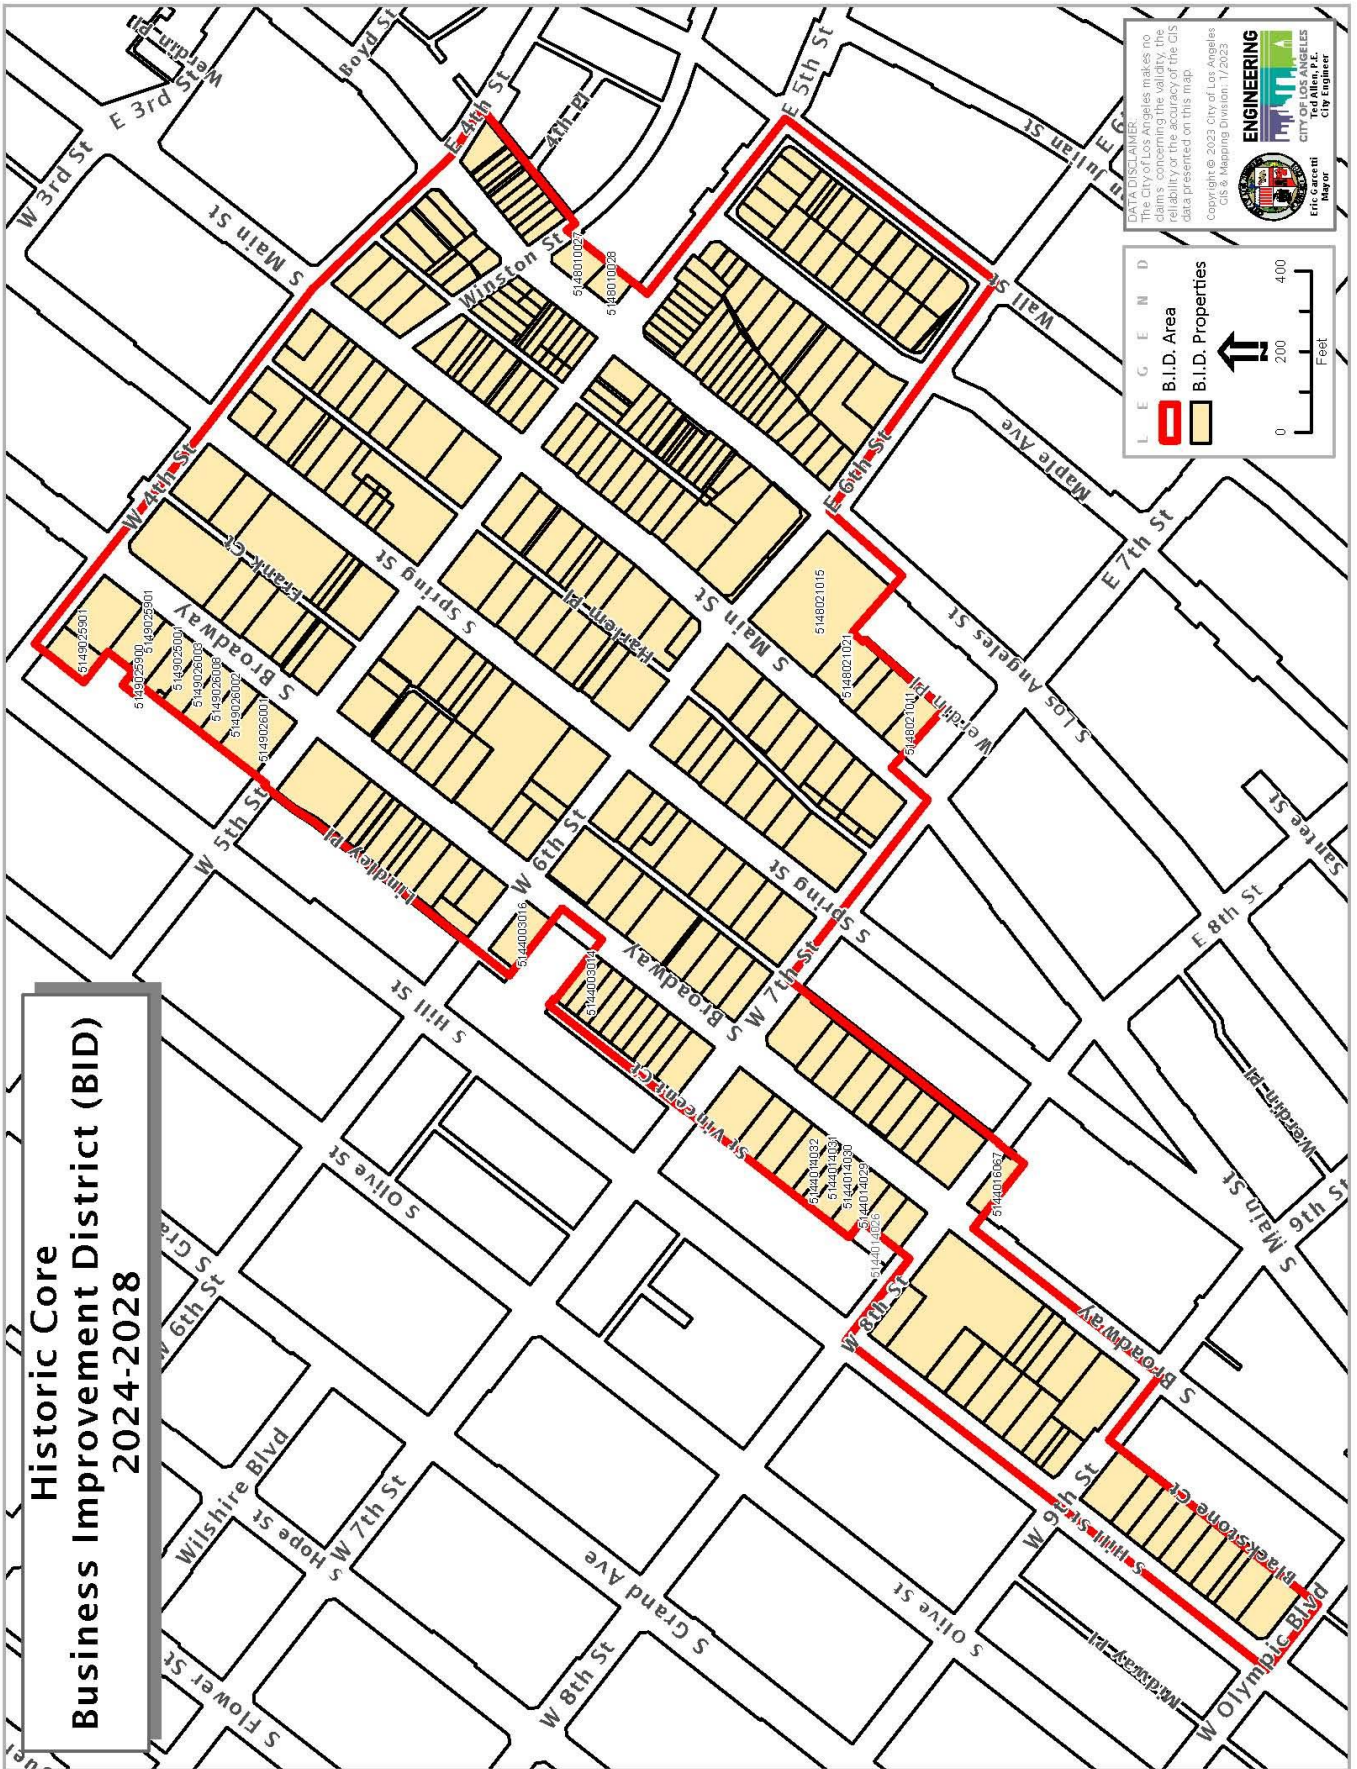 Historic Core
Business Improvement District (BID)
2024-2028
W 3rd St
E 3rd St
Werdin Pl
Boyd St
S Main St
E 4th St
4th Pl
E 5th St
W 4th St
Winston St
5148010027
5148010028
St Julian St
Wall St
Frank Ct
S Spring St
S Broadway
5149025901
5149025900
5149025901
5149025001
5149026003
5149026008
5149026002
5149026001
Harlem Pl
S Main St
E 6th St
Maple Ave
E 7th St
5148021015
5148021021
5148021011
Werdin Pl
S Los Angeles St
W 5th St
Lindley Pl
W 6th St
5144003016
5144003014
S Broadway
S Spring St
W 7th St
S Hill St
St Vincent Ct
Santee St
E 8th St
Werdin Pl
S Main St
9th St
5144014032
5144014031
5144014030
5144014029
5144014026
5144016067
S Olive St
W 6th St
Wilshire Blvd
S Hope St
W 7th St
W 8th St
S Broadway
S Grand Ave
W 9th St
S Hill St
Blackstone Ct
S Olive St
Midway Pl
W Olympic Blvd
S Flower St
W 8th St
LEGEND
B.I.D. Area
B.I.D. Properties
N
0 200 400
Feet
DATA DISCLAIMER:
The City of Los Angeles makes no
claims concerning the validity, the
reliability or the accuracy of the GIS
data presented on this map.
Copyright © 2023 City of Los Angeles
GIS & Mapping Division: 1/2023
ENGINEERING
CITY OF LOS ANGELES
Eric Garcetti
Mayor
Ted Allen, P.E.
City Engineer